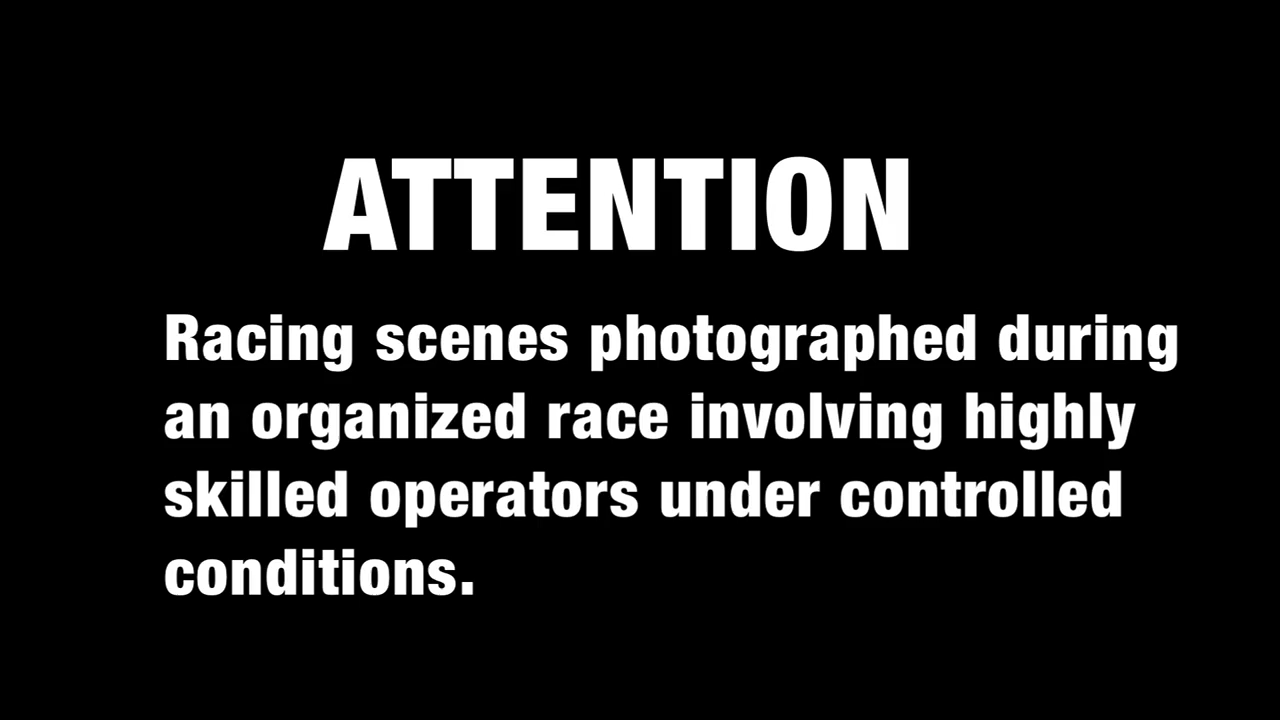 ATTENTION
Racing scenes photographed during
an organized race involving highly
skilled operators under controlled
conditions.